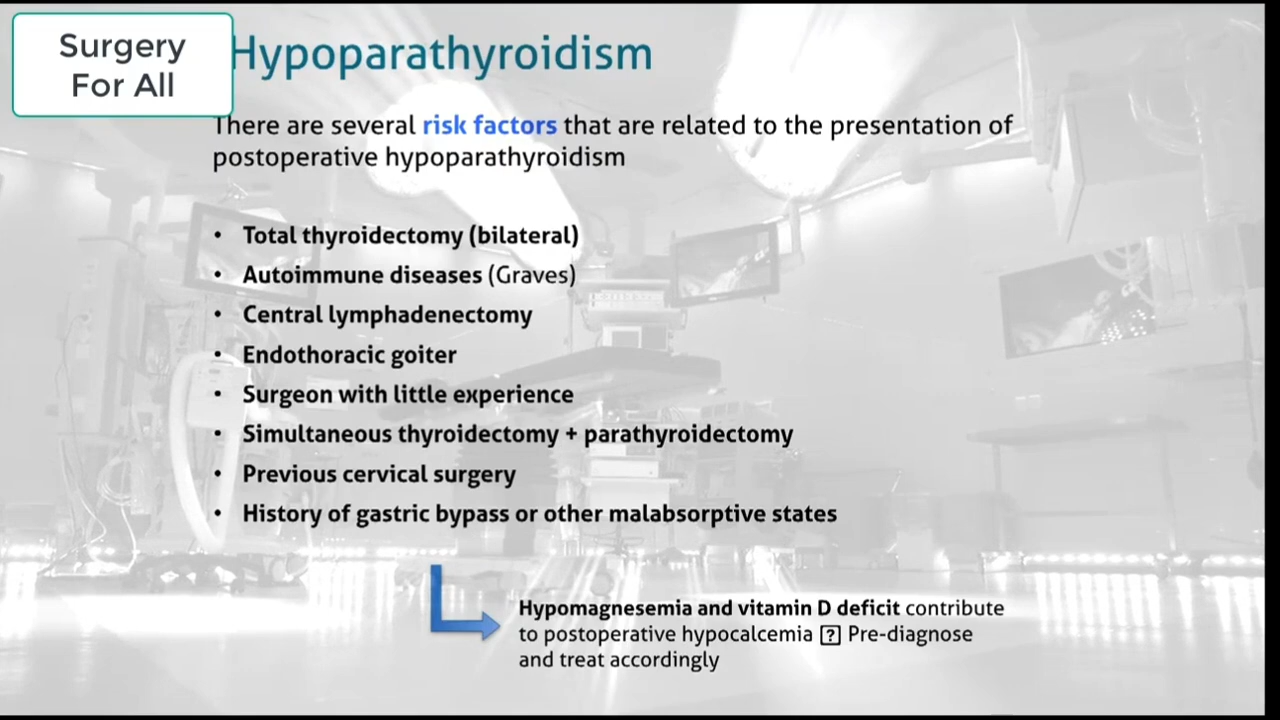 Surgery
For All
Hypoparathyroidism
There are several risk factors that are related to the presentation of
postoperative hypoparathyroidism
• Total thyroidectomy (bilateral)
• Autoimmune diseases (Graves)
• Central lymphadenectomy
• Endothoracic goiter
• Surgeon with little experience
• Simultaneous thyroidectomy + parathyroidectomy
• Previous cervical surgery
• History of gastric bypass or other malabsorptive states
Hypomagnesemia and vitamin D deficit contribute
to postoperative hypocalcemia ⍰ Pre-diagnose
and treat accordingly